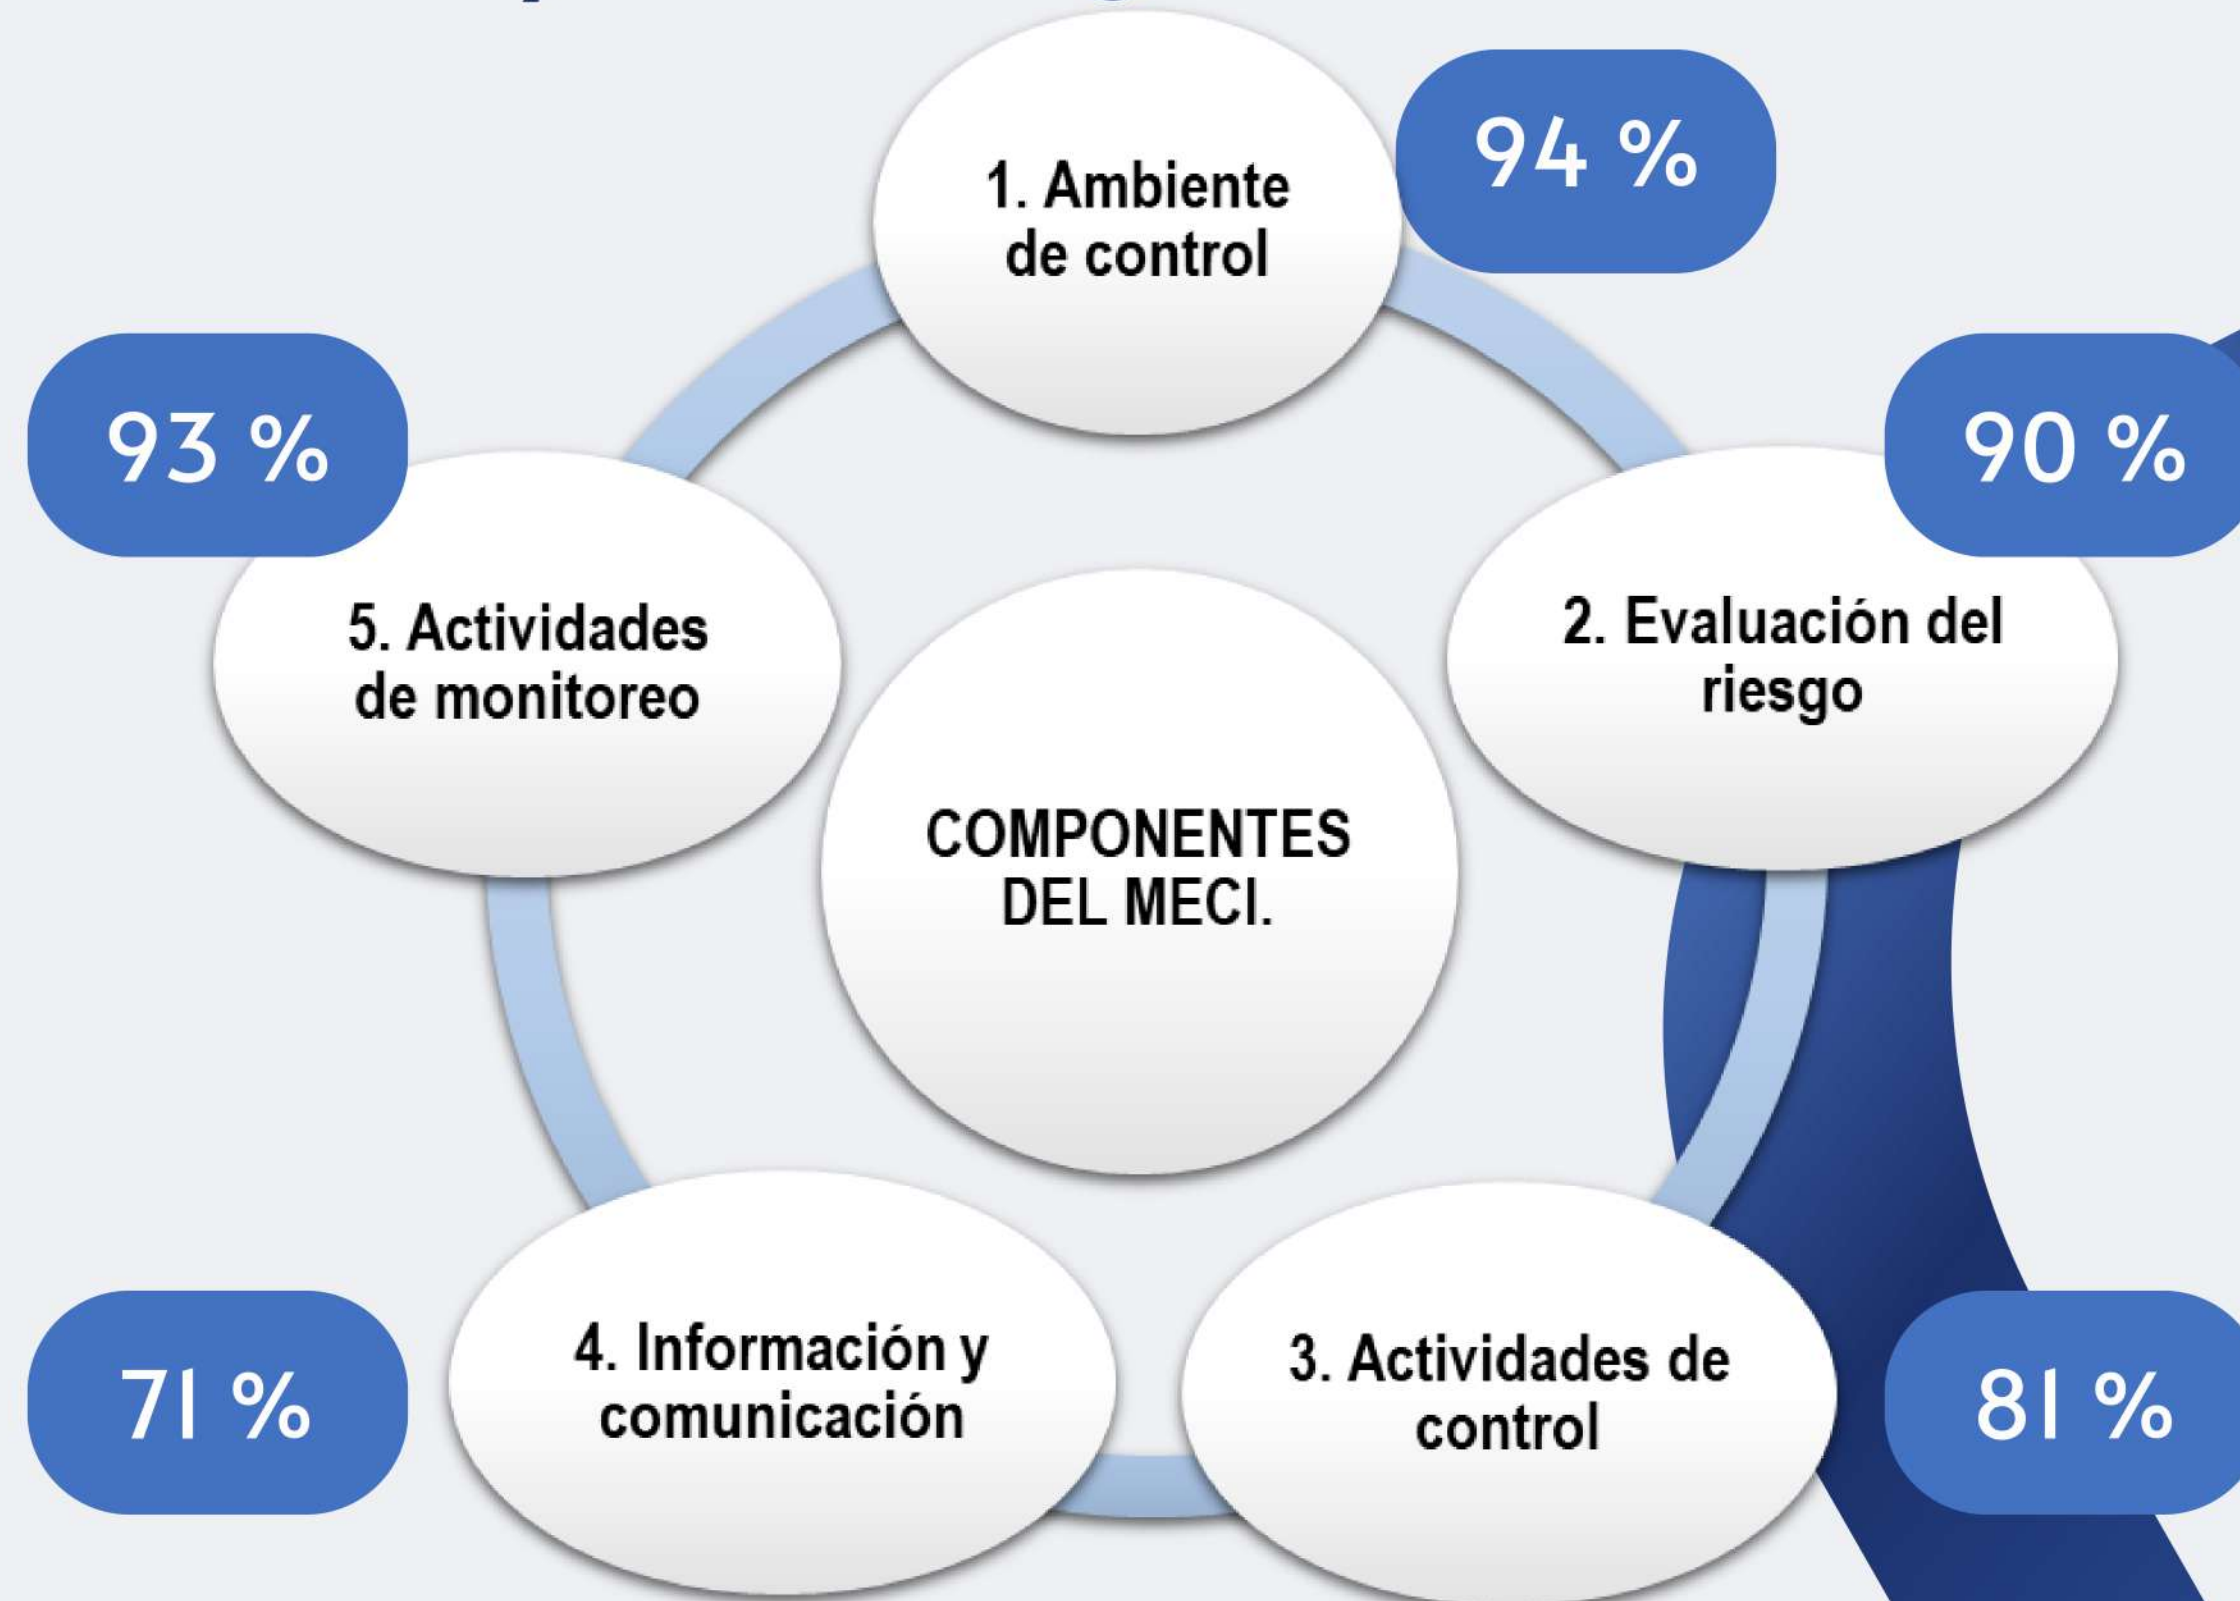 1. Ambiente
de control
94 %
93 %
90 %
5. Actividades
de monitoreo
2. Evaluación del
riesgo
COMPONENTES
DEL MECI.
4. Información y
comunicación
3. Actividades de
control
71 %
81 %